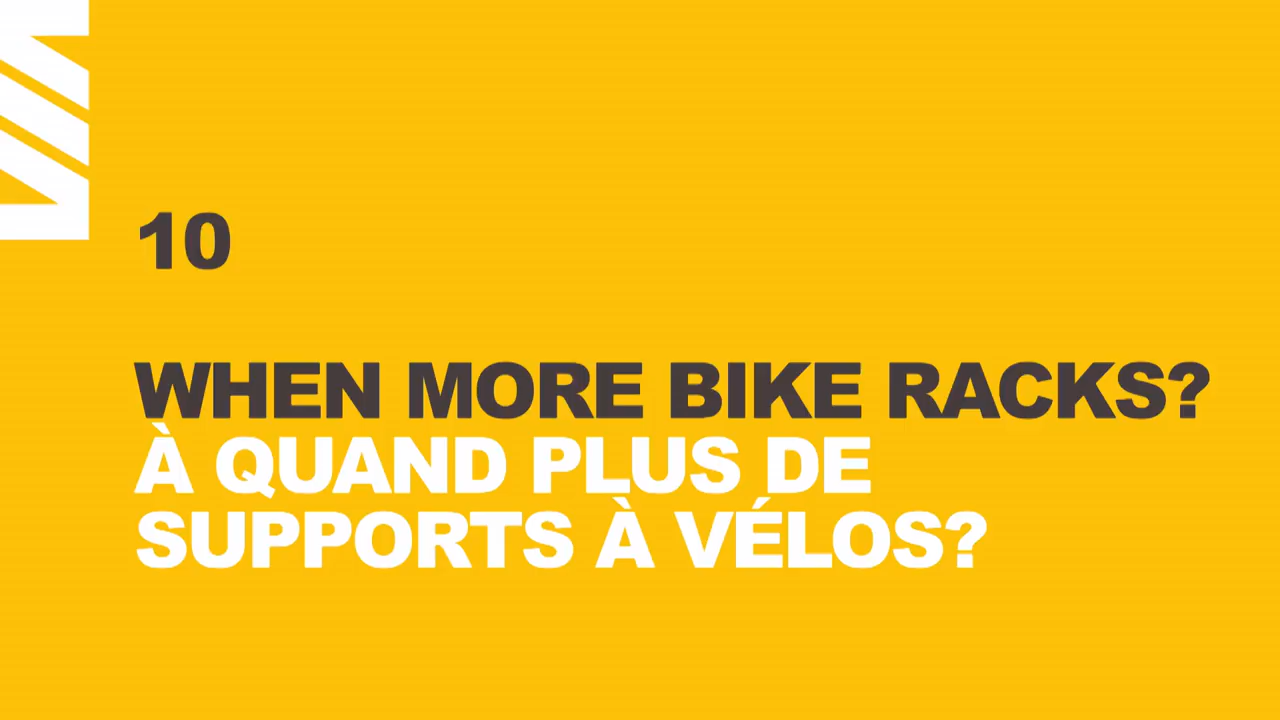 10
WHEN MORE BIKE RACKS?
À QUAND PLUS DE
SUPPORTS À VÉLOS?